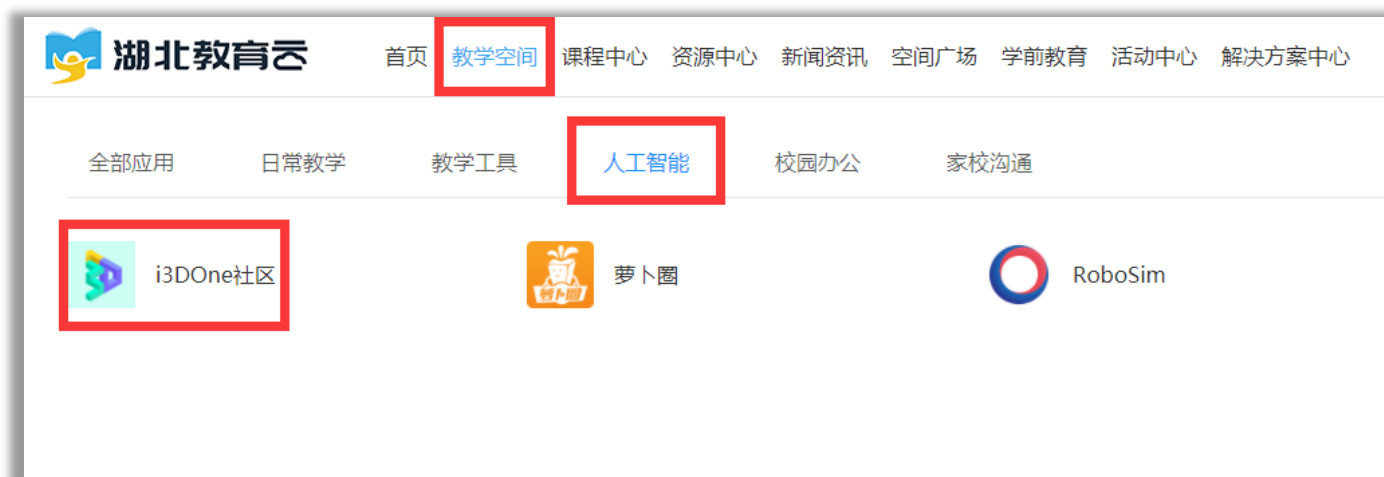 湖北教育云
首页 教学空间 课程中心 资源中心 新闻资讯 空间广场 学前教育 活动中心 解决方案中心
全部应用 日常教学 教学工具 人工智能 校园办公 家校沟通
3D i3DOne社区 萝卜圈 萝卜圈 RoboSim